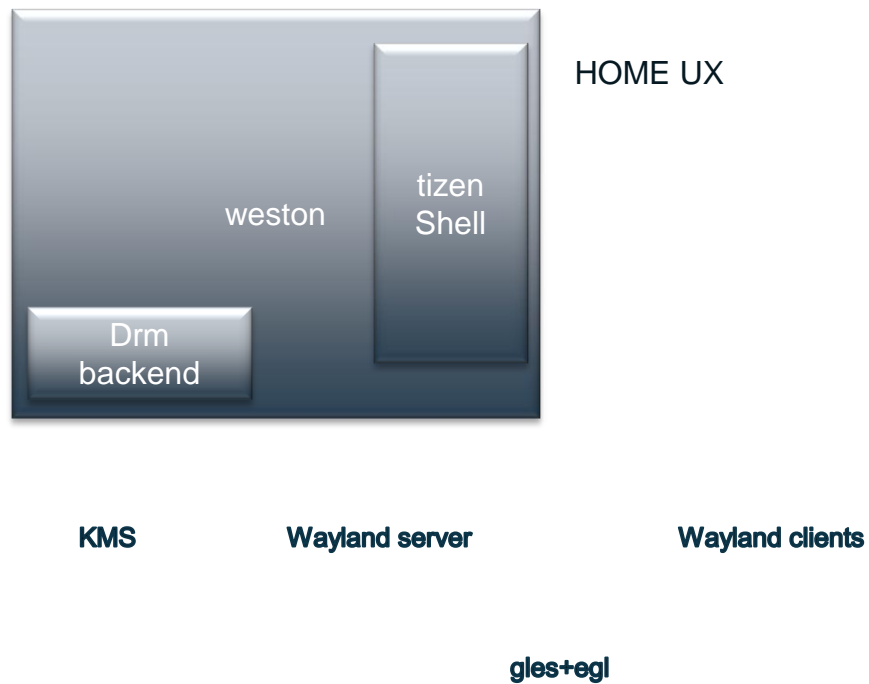 HOME UX
tizen
Shell
weston
Drm
backend
KMS
Wayland server
Wayland clients
gles+egl